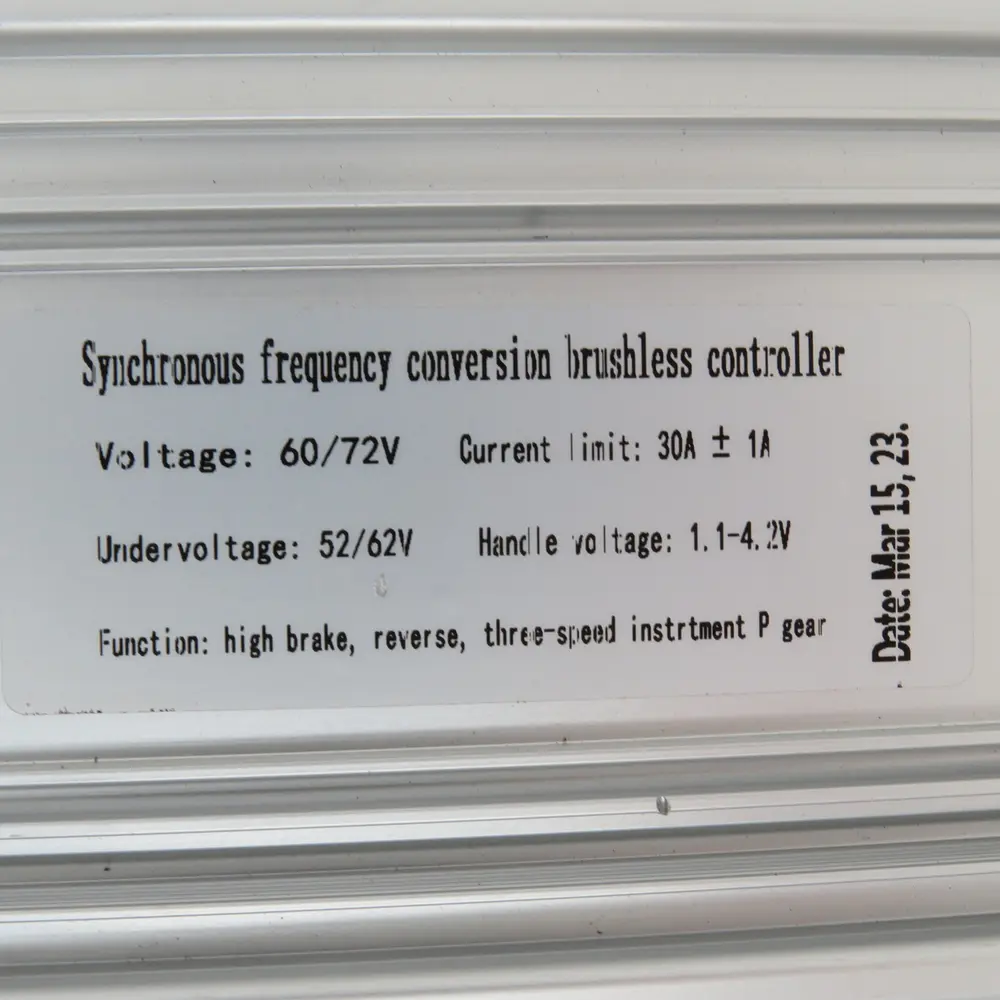 Synchronous frequency conversion brushless controller
Voltage: 60/72V Current limit: 30A ± 1A
Undervoltage: 52/62V Handle voltage: 1.1-4.2V
Function: high brake, reverse, three-speed instrtment P gear
Date: Mar 15, 23.